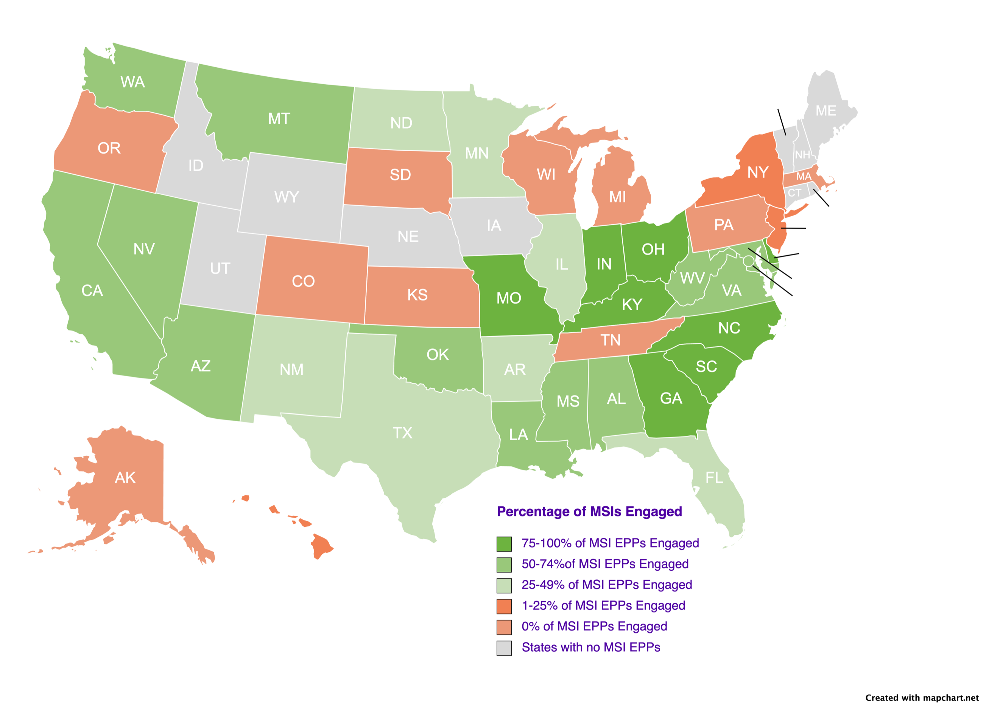 WA
MT
ND
MN
ME
OR
ID
SD
WI
MI
NY
NH
MA
CT
WY
IA
PA
NE
NV
UT
CO
KS
MO
IL
IN
OH
WV
VA
KY
CA
NC
TN
AZ
NM
OK
AR
SC
MS
AL
GA
TX
LA
AK
FL
Percentage of MSIs Engaged
75-100% of MSI EPPs Engaged
50-74%of MSI EPPs Engaged
25-49% of MSI EPPs Engaged
1-25% of MSI EPPs Engaged
0% of MSI EPPs Engaged
States with no MSI EPPs
Created with mapchart.net